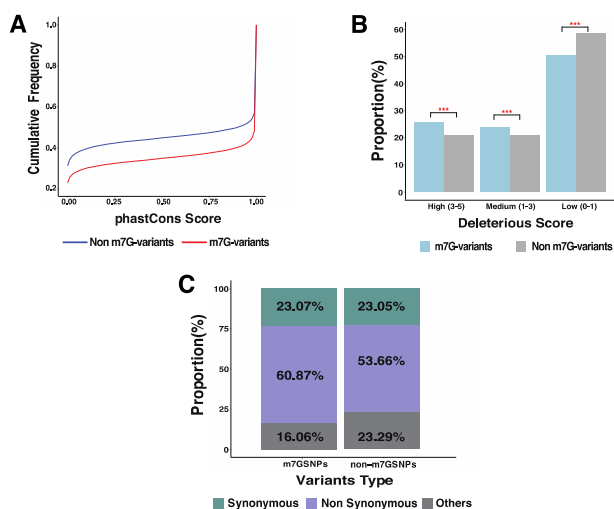 A
Cumulative Frequency
1.0
0.8
0.6
0.4
0.2
0.00
0.25
0.50
0.75
1.00
phastCons Score
Non m7G-variants
m7G-variants
B
Proportion(%)
60
50
40
30
20
10
0
***
***
***
High (3-5)
Medium (1-3)
Low (0-1)
Deleterious Score
m7G-variants
Non m7G-variants
C
Proportion(%)
100
75
50
25
0
23.07%
23.05%
60.87%
53.66%
16.06%
23.29%
m7GSNPs
non-m7GSNPs
Variants Type
Synonymous
Non Synonymous
Others